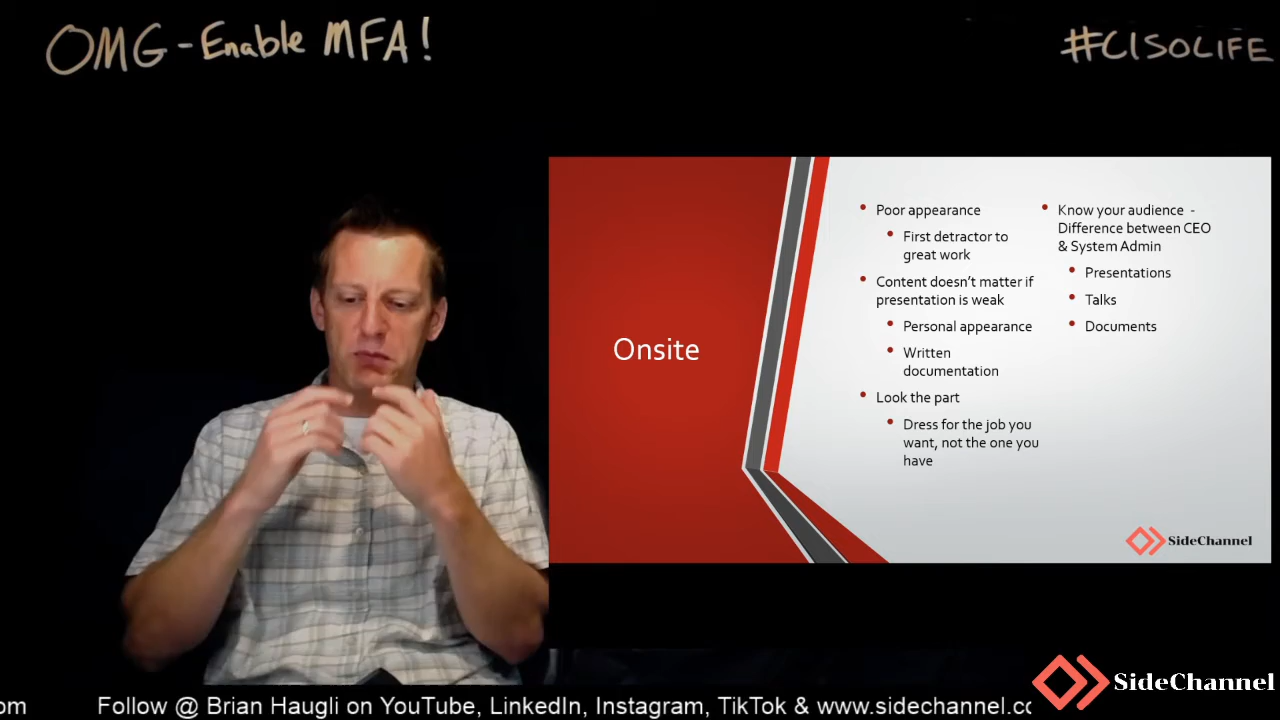 OMG-Enable MFA!
#CISOLIFE
Onsite
Poor appearance
First detractor to
great work
Content doesn't matter if
presentation is weak
Personal appearance
Written
documentation
Look the part
Dress for the job you
want, not the one you
have
Know your audience -
Difference between CEO
& System Admin
Presentations
Talks
Documents
SideChannel
om Follow @ Brian Haugli on YouTube, LinkedIn, Instagram, TikTok & www.sidechannel.co
SideChannel